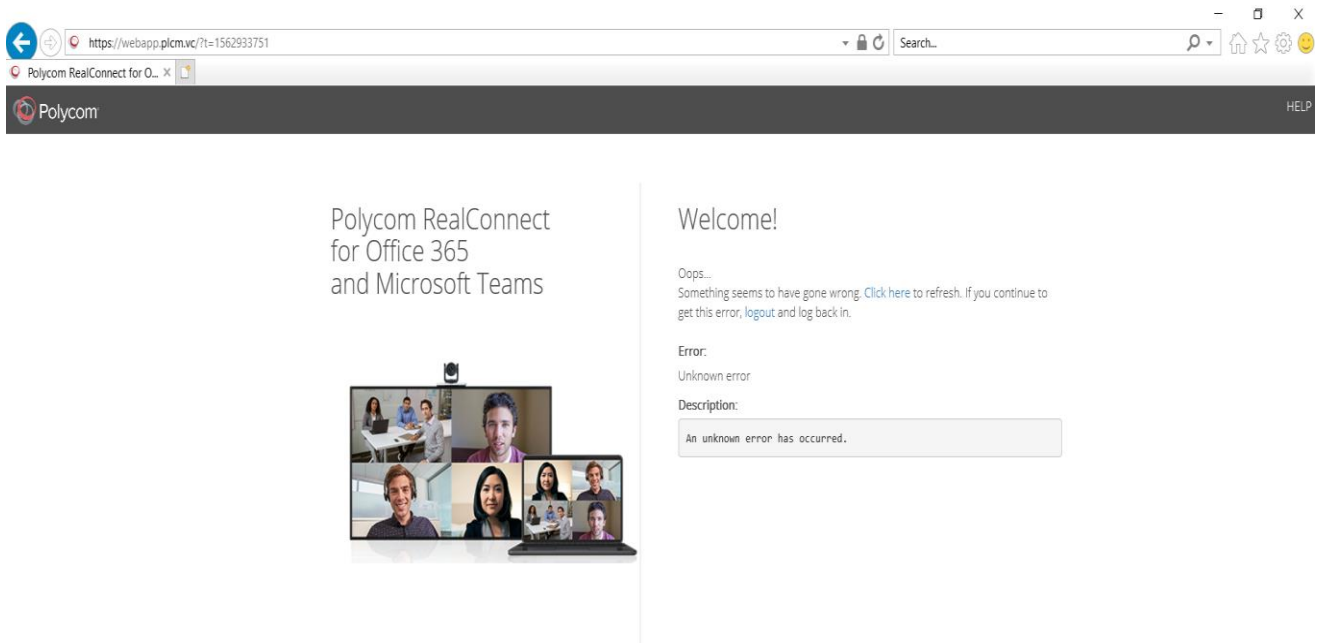 https://webapp.plcm.vc/?t=1562933751
Search...
Polycom RealConnect for O...
Polycom
HELP
Polycom RealConnect
for Office 365
and Microsoft Teams
Welcome!
Oops...
Something seems to have gone wrong. Click here to refresh. If you continue to
get this error, logout and log back in.
Error:
Unknown error
Description:
An unknown error has occurred.